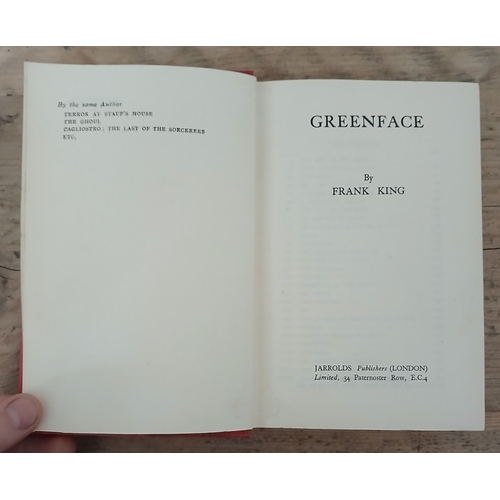 By the same Author
TERROR AT STAUP'S HOUSE
THE GHOUL
CAGLIOSTRO: THE LAST OF THE SORCERERS
ETC.
GREENFACE
By
FRANK KING
JARROLDS Publishers (LONDON)
Limited, 34 Paternoster Row, E.C.4